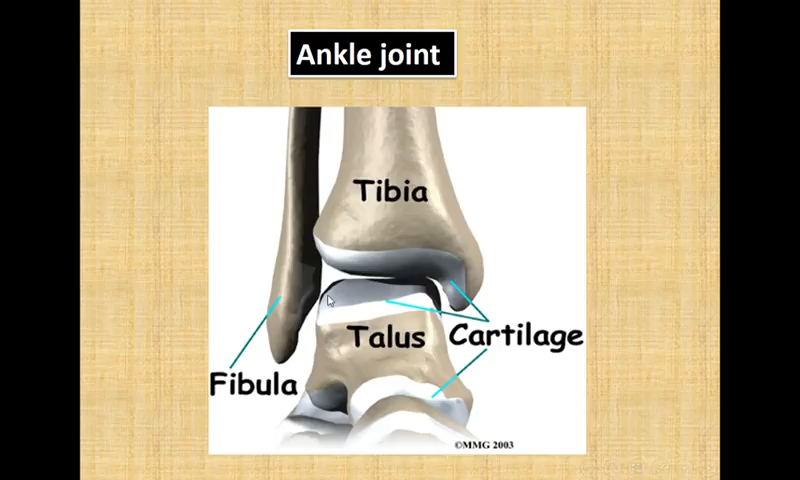 Ankle joint
Tibia
Talus
Cartilage
Fibula
©MMG 2003